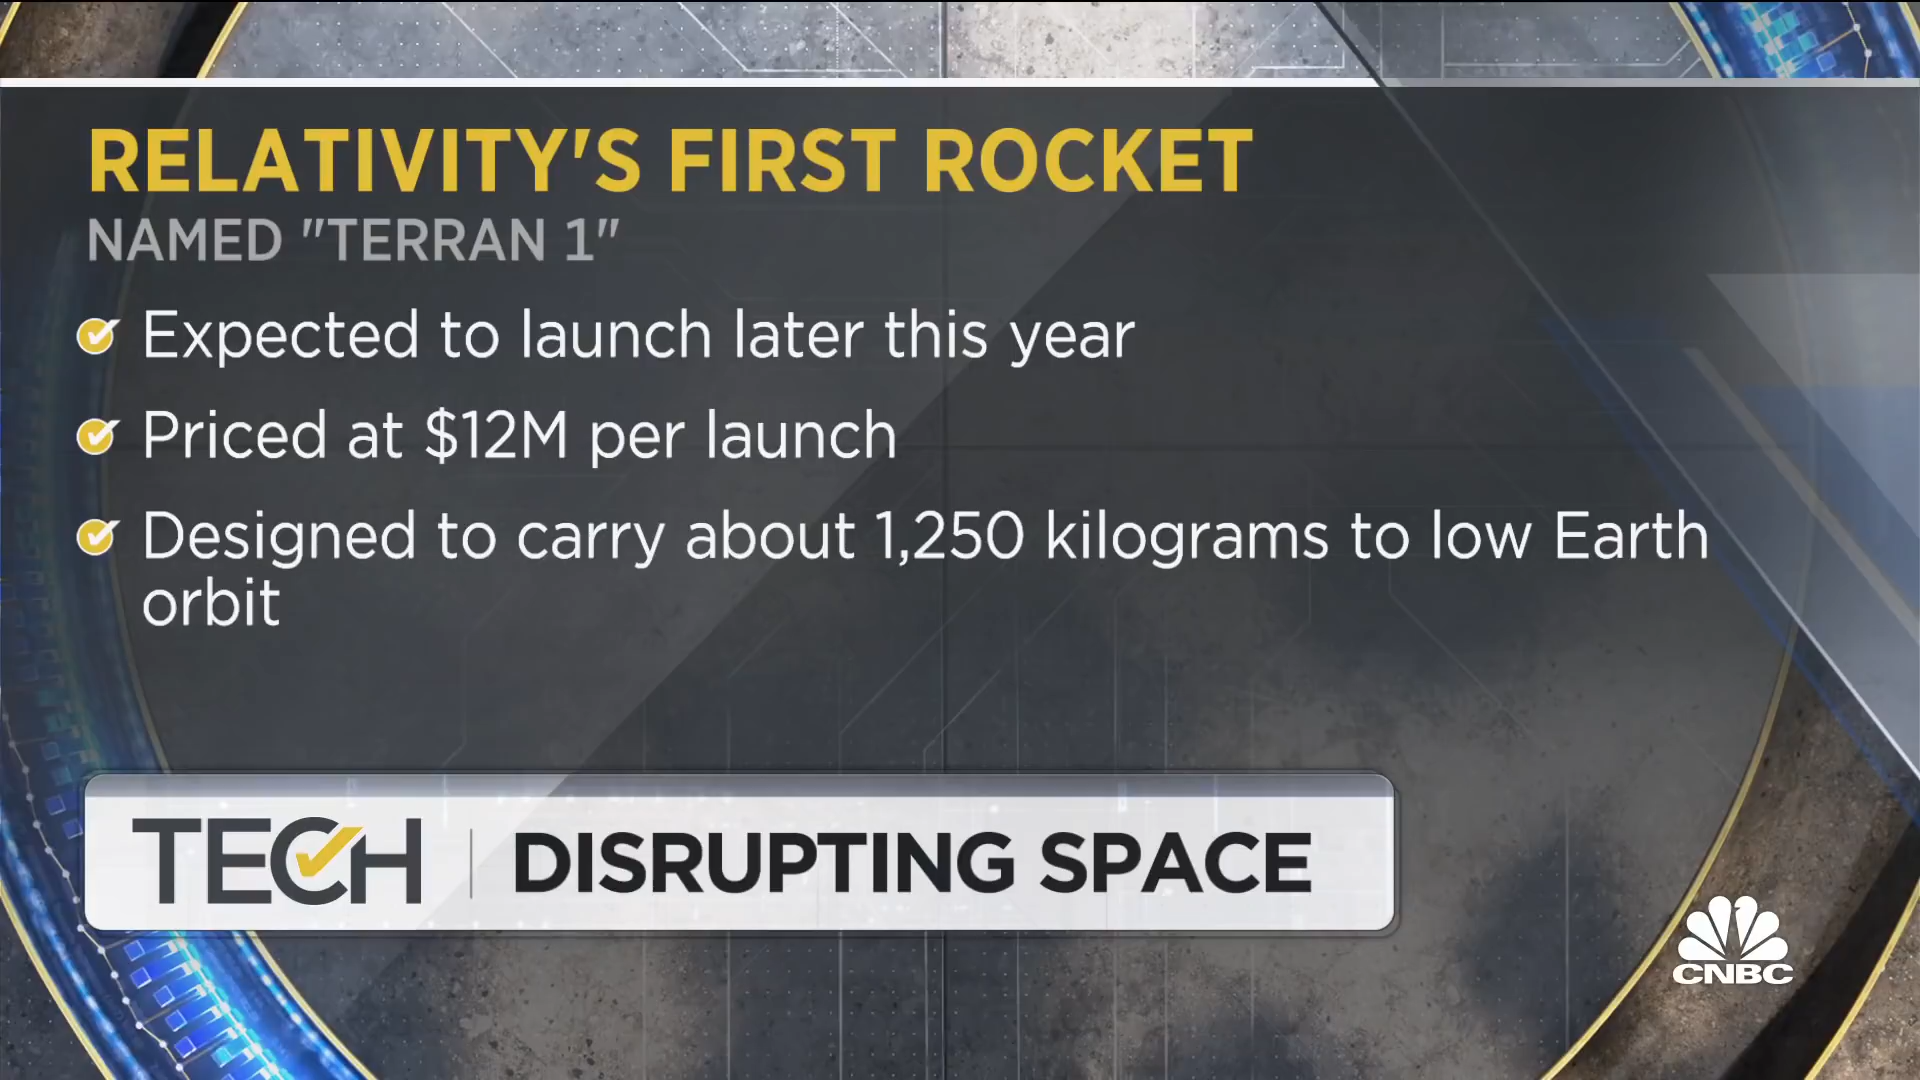 RELATIVITY'S FIRST ROCKET
NAMED "TERRAN 1"
Expected to launch later this year
Priced at $12M per launch
Designed to carry about 1,250 kilograms to low Earth
orbit
TECH | DISRUPTING SPACE
CNBC